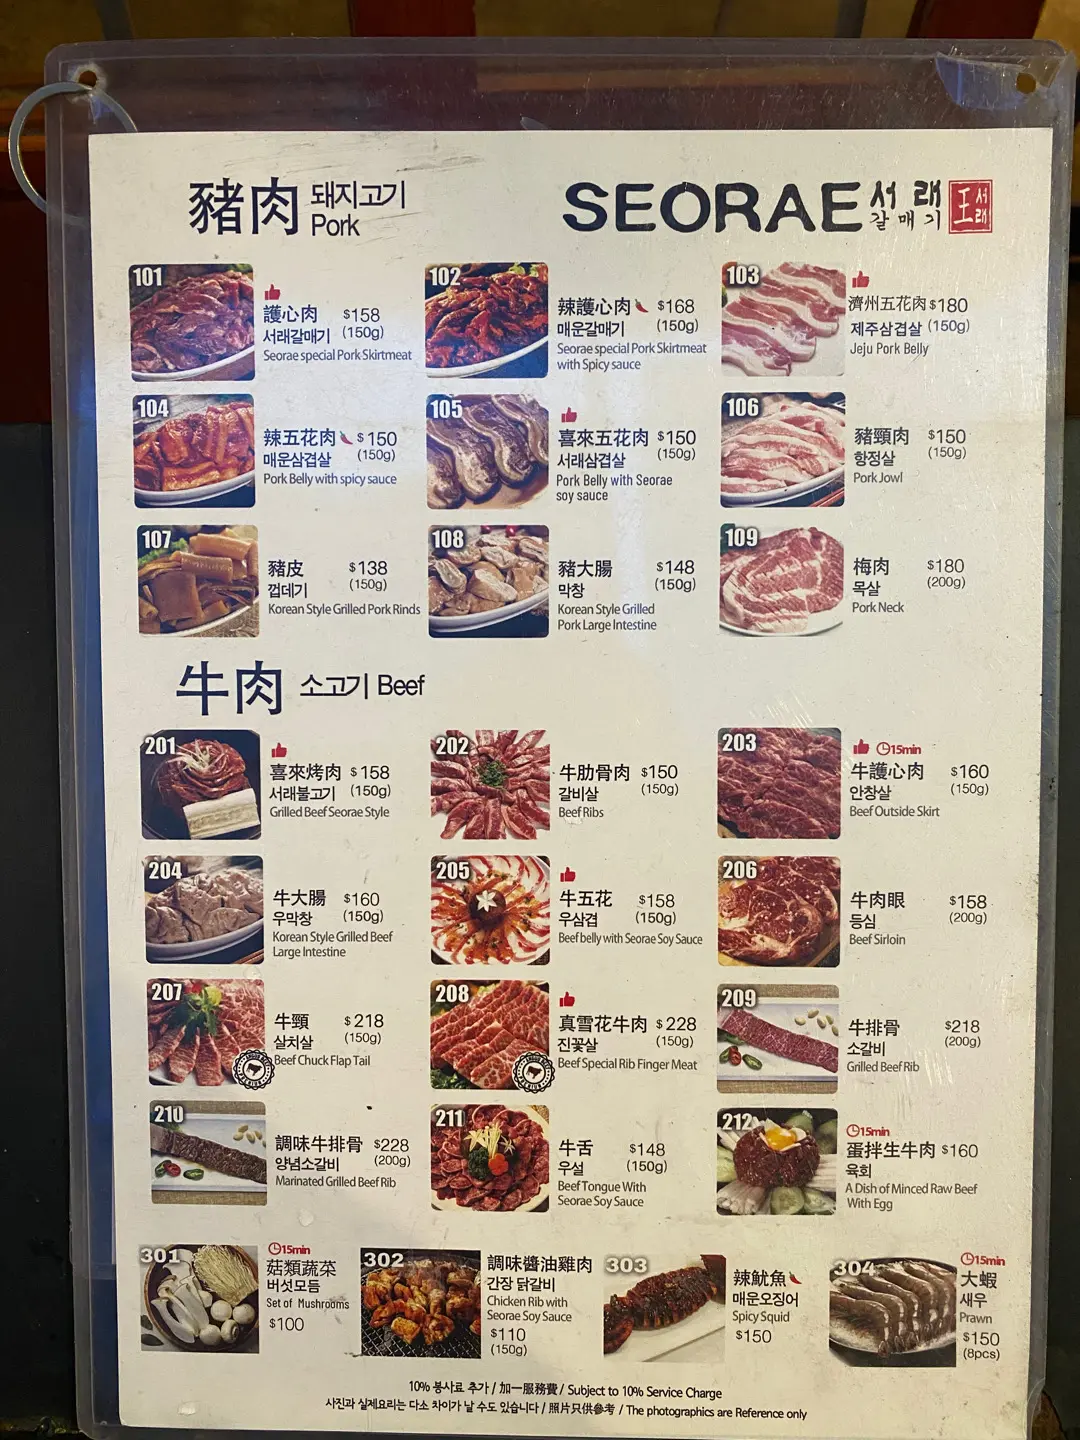 豬肉 돼지고기
Pork
SEORAE 서래
갈매기
王 서래
101
護心肉 $158
서래갈매기 (150g)
Seorae special Pork Skirtmeat
102
辣護心肉 $168
매운갈매기 (150g)
Seorae special Pork Skirtmeat
with Spicy sauce
103
濟州五花肉 $180
제주삼겹살 (150g)
Jeju Pork Belly
104
辣五花肉 $150
매운삼겹살 (150g)
Pork Belly with spicy sauce
105
喜來五花肉 $150
서래삼겹살 (150g)
Pork Belly with Seorae
soy sauce
106
豬頸肉 $150
항정살 (150g)
Pork Jowl
107
豬皮 $138
껍데기 (150g)
Korean Style Grilled Pork Rinds
108
豬大腸 $148
막창 (150g)
Korean Style Grilled
Pork Large Intestine
109
梅肉 $180
목살 (200g)
Pork Neck
牛肉 소고기 Beef
201
喜來烤肉 $158
서래불고기 (150g)
Grilled Beef Seorae Style
202
牛肋骨肉 $150
갈비살 (150g)
Beef Ribs
203
15min
牛護心肉 $160
안창살 (150g)
Beef Outside Skirt
204
牛大腸 $160
우막창 (150g)
Korean Style Grilled Beef
Large Intestine
205
牛五花 $158
우삼겹 (150g)
Beef belly with Seorae Soy Sauce
206
牛肉眼 $158
등심 (200g)
Beef Sirloin
207
牛頸 $218
살치살 (150g)
Beef Chuck Flap Tail
208
真雪花牛肉 $228
진꽃살 (150g)
Beef Special Rib Finger Meat
209
牛排骨 $218
소갈비 (200g)
Grilled Beef Rib
210
調味牛排骨 $228
양념소갈비 (200g)
Marinated Grilled Beef Rib
211
牛舌 $148
우설 (150g)
Beef Tongue With
Seorae Soy Sauce
212
15min
蛋拌生牛肉 $160
육회
A Dish of Minced Raw Beef
With Egg
301
15min
菇類蔬菜
버섯모듬
Set of Mushrooms
$100
302
調味醬油雞肉
간장 닭갈비
Chicken Rib with
Seorae Soy Sauce
$110
(150g)
303
辣魷魚
매운오징어
Spicy Squid
$150
304
15min
大蝦
새우
Prawn
$150
(8pcs)
10% 봉사료 추가 / 加一服務費 / Subject to 10% Service Charge
사진과 실제요리는 다소 차이가 날 수도 있습니다 / 照片只供參考 / The photographics are Reference only